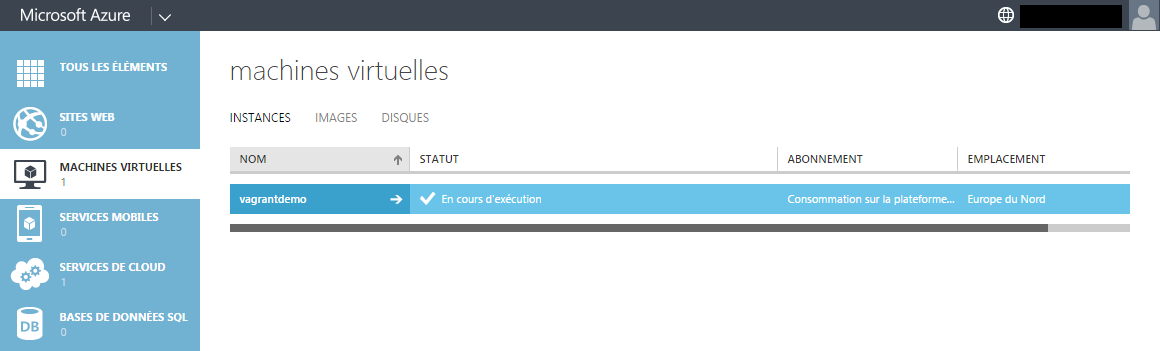 Microsoft Azure
TOUS LES ÉLÉMENTS
SITES WEB
0
MACHINES VIRTUELLES
1
SERVICES MOBILES
0
SERVICES DE CLOUD
1
DB
BASES DE DONNÉES SQL
0
machines virtuelles
INSTANCES IMAGES DISQUES
NOM STATUT ABONNEMENT EMPLACEMENT
vagrantdemo En cours d'exécution Consommation sur la plateforme... Europe du Nord